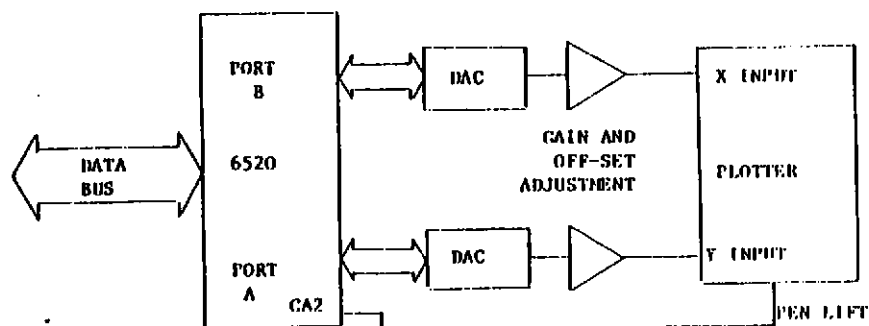 PORT
B
DAC
X INPUT
GAIN AND
OFF-SET
ADJUSTMENT
DATA
BUS
6520
PLOTTER
PORT
A
DAC
Y INPUT
CA2
PEN LIFT